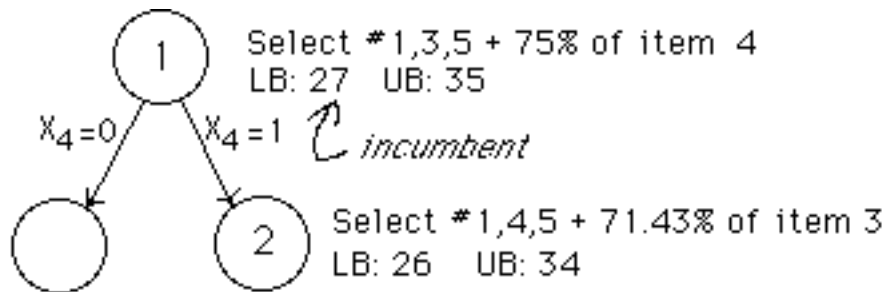 1
Select #1,3,5 + 75% of item 4
LB: 27 UB: 35
X4=0
X4=1
incumbent
2
Select #1,4,5 + 71.43% of item 3
LB: 26 UB: 34